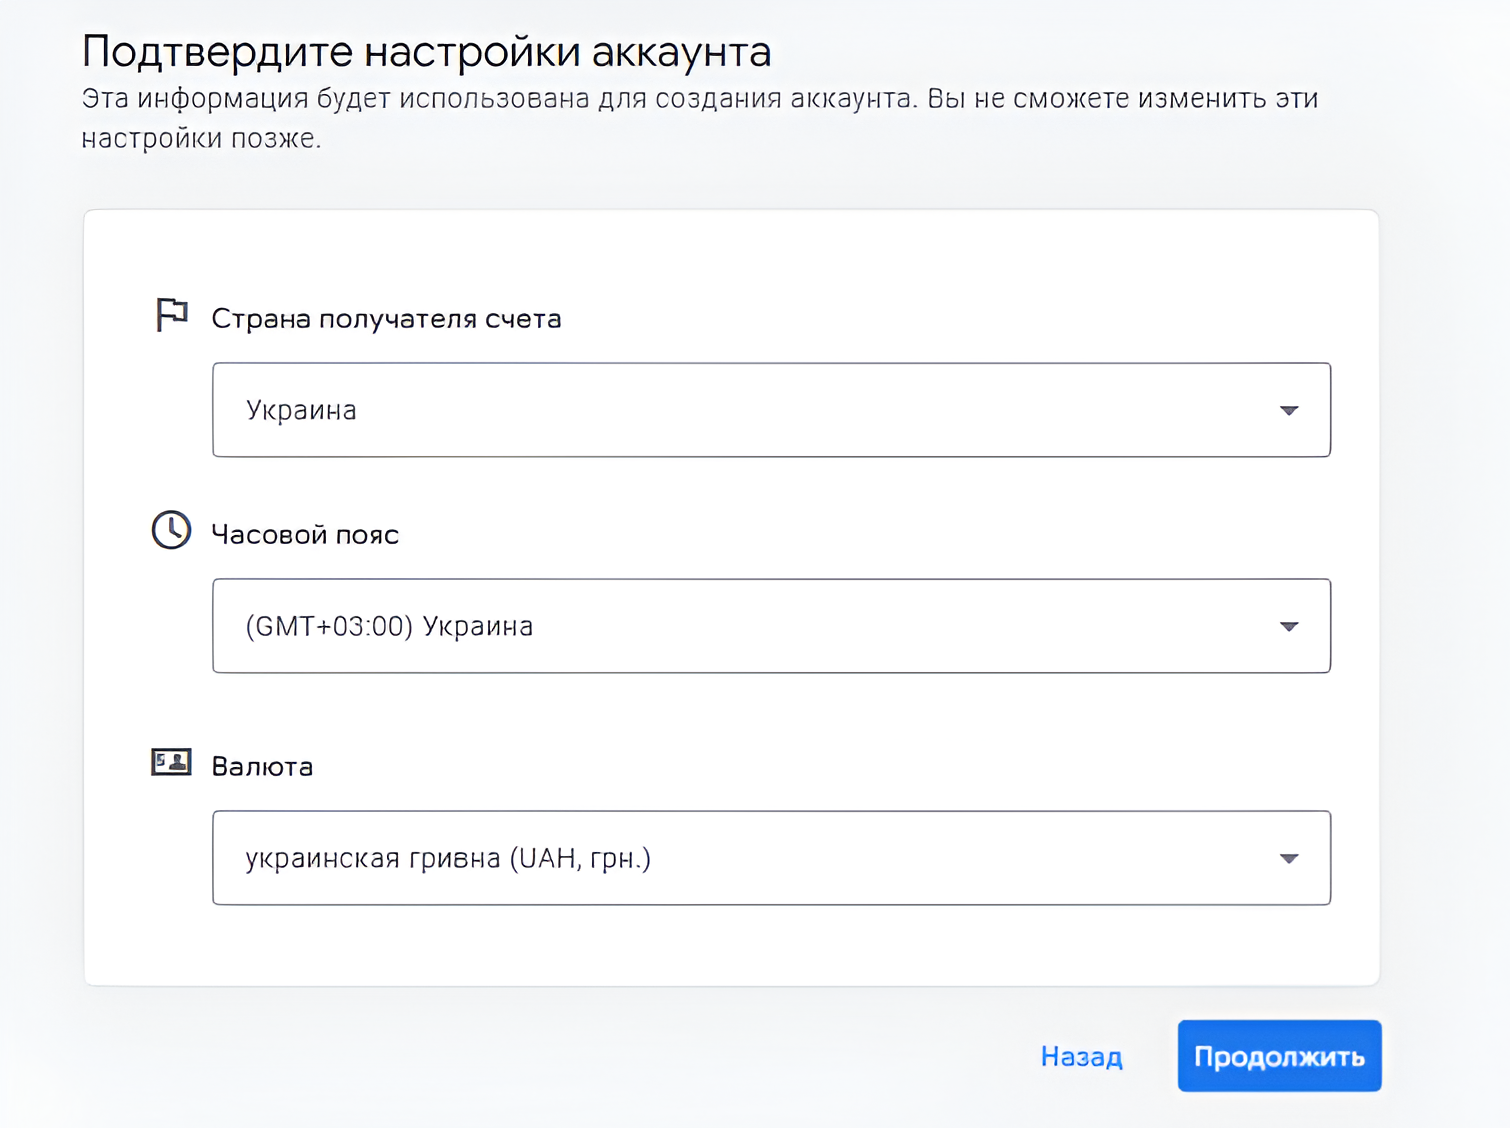 Подтвердите настройки аккаунта
Эта информация будет использована для создания аккаунта. Вы не сможете изменить эти
настройки позже.
Страна получателя счета
Украина
Часовой пояс
(GMT+03:00) Украина
Валюта
украинская гривна (UAH, грн.)
Назад
Продолжить